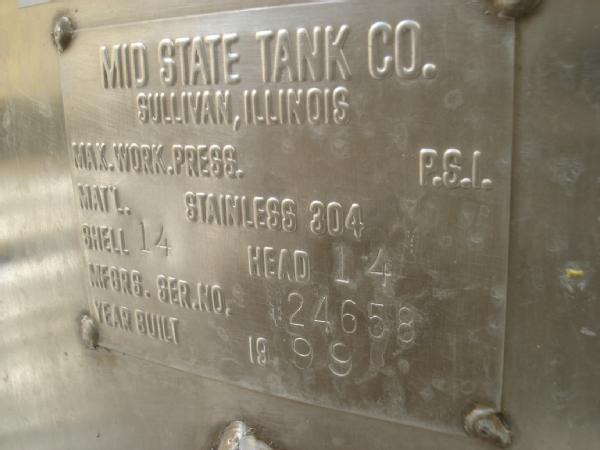 MID STATE TANK CO.
SULLIVAN, ILLINOIS
MAX. WORK. PRESS. P.S.I.
MAT'L. STAINLESS 304
SHELL 14 HEAD 14
MFGRS. SER. NO. 24658
YEAR BUILT 19 99